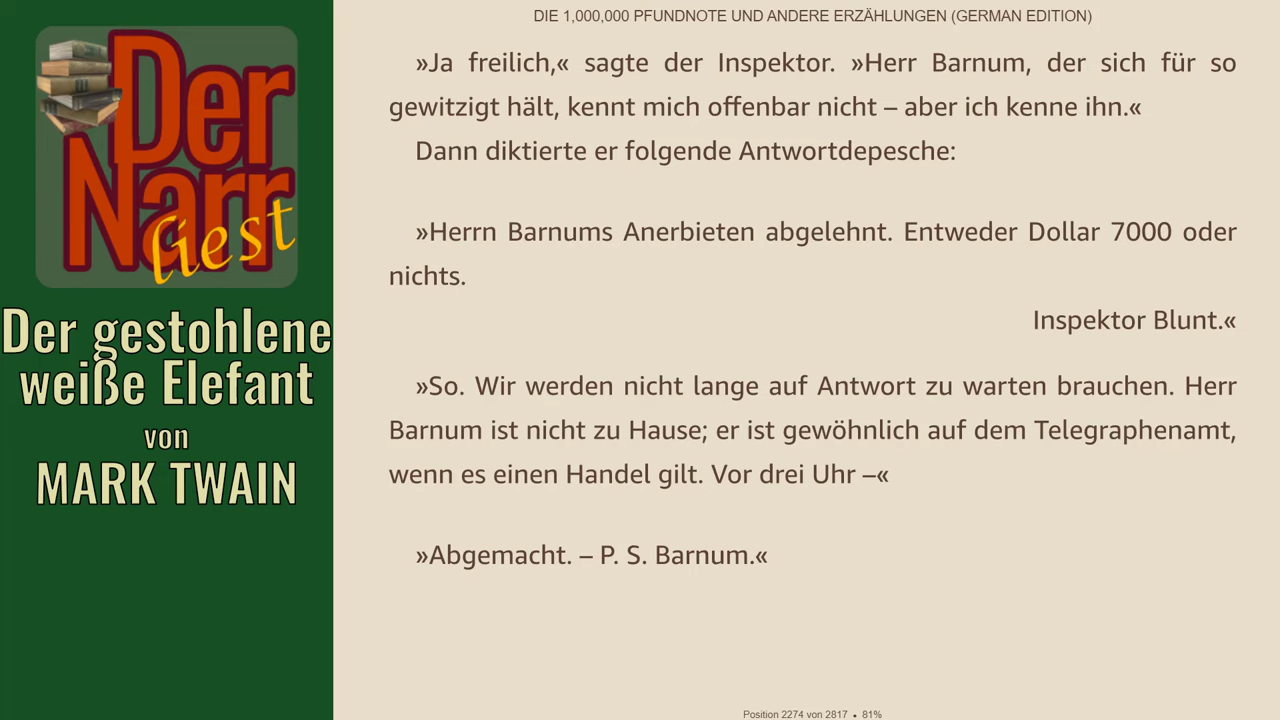 Der
Narr
liest
Der gestohlene
weiße Elefant
von
MARK TWAIN
DIE 1,000,000 PFUNDNOTE UND ANDERE ERZÄHLUNGEN (GERMAN EDITION)
»Ja freilich,« sagte der Inspektor. »Herr Barnum, der sich für so
gewitzigt hält, kennt mich offenbar nicht – aber ich kenne ihn.«
Dann diktierte er folgende Antwortdepesche:
»Herrn Barnums Anerbieten abgelehnt. Entweder Dollar 7000 oder
nichts.
Inspektor Blunt.«
»So. Wir werden nicht lange auf Antwort zu warten brauchen. Herr
Barnum ist nicht zu Hause; er ist gewöhnlich auf dem Telegraphenamt,
wenn es einen Handel gilt. Vor drei Uhr –«
»Abgemacht. – P. S. Barnum.«
Position 2274 von 2817 • 81%